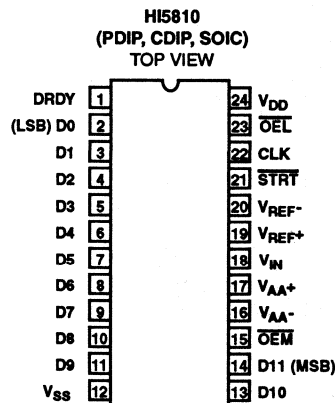 HI5810
(PDIP, CDIP, SOIC)
TOP VIEW
DRDY 1 24 VDD
(LSB) D0 2 23 OEL
D1 3 22 CLK
D2 4 21 STRT
D3 5 20 VREF-
D4 6 19 VREF+
D5 7 18 VIN
D6 8 17 VAA+
D7 9 16 VAA-
D8 10 15 OEM
D9 11 14 D11 (MSB)
VSS 12 13 D10